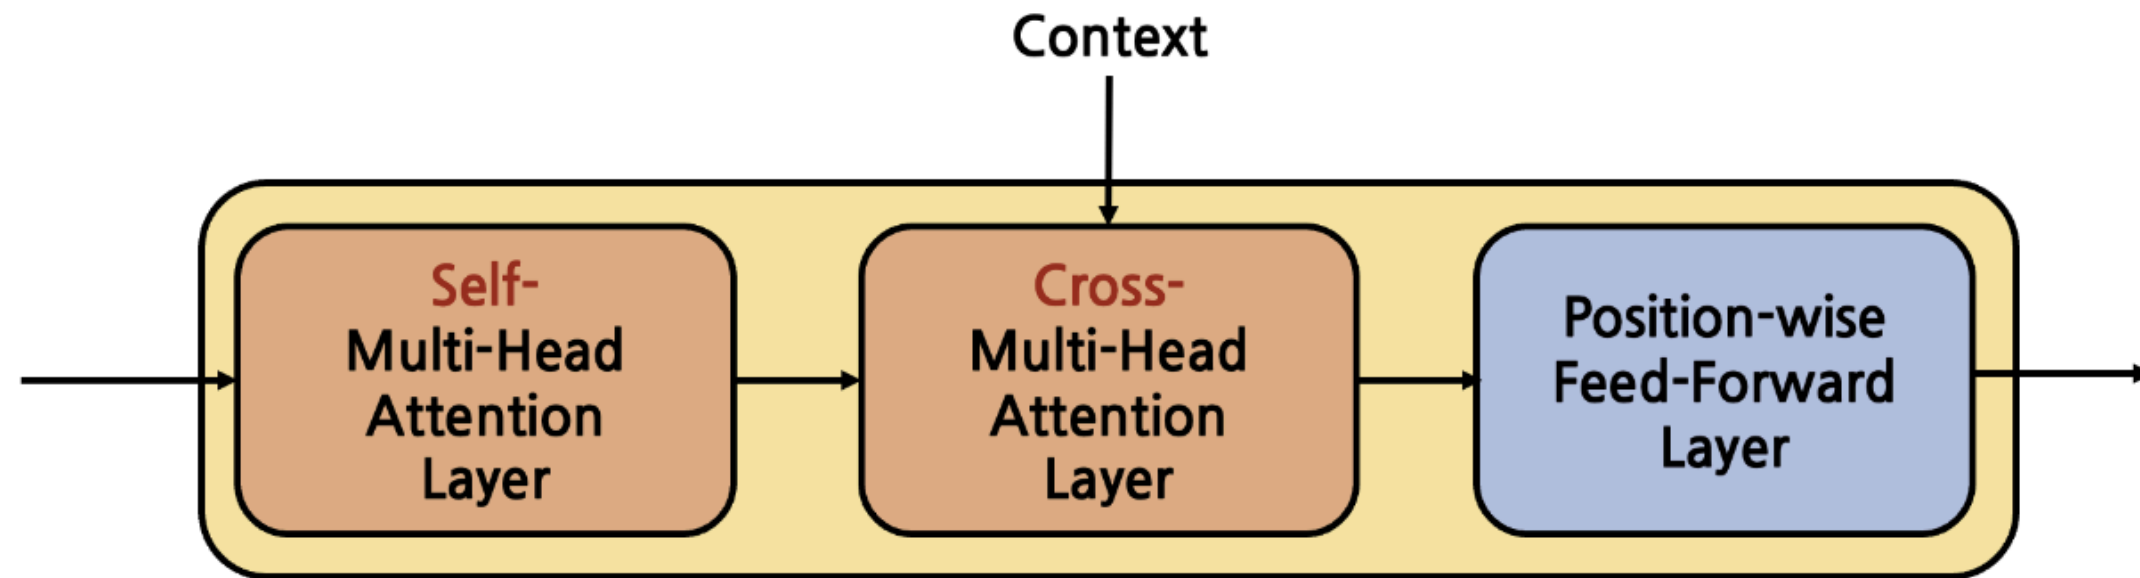 Context
Self-
Multi-Head
Attention
Layer
Cross-
Multi-Head
Attention
Layer
Position-wise
Feed-Forward
Layer